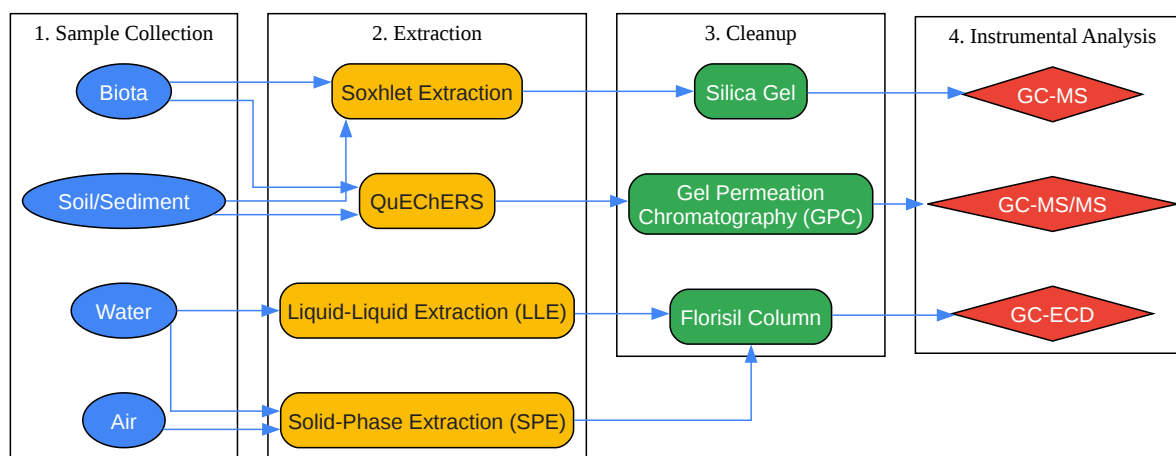 1. Sample Collection
Biota
Soil/Sediment
Water
Air
2. Extraction
Soxhlet Extraction
QuEChERS
Liquid-Liquid Extraction (LLE)
Solid-Phase Extraction (SPE)
3. Cleanup
Silica Gel
Gel Permeation
Chromatography (GPC)
Florisil Column
4. Instrumental Analysis
GC-MS
GC-MS/MS
GC-ECD